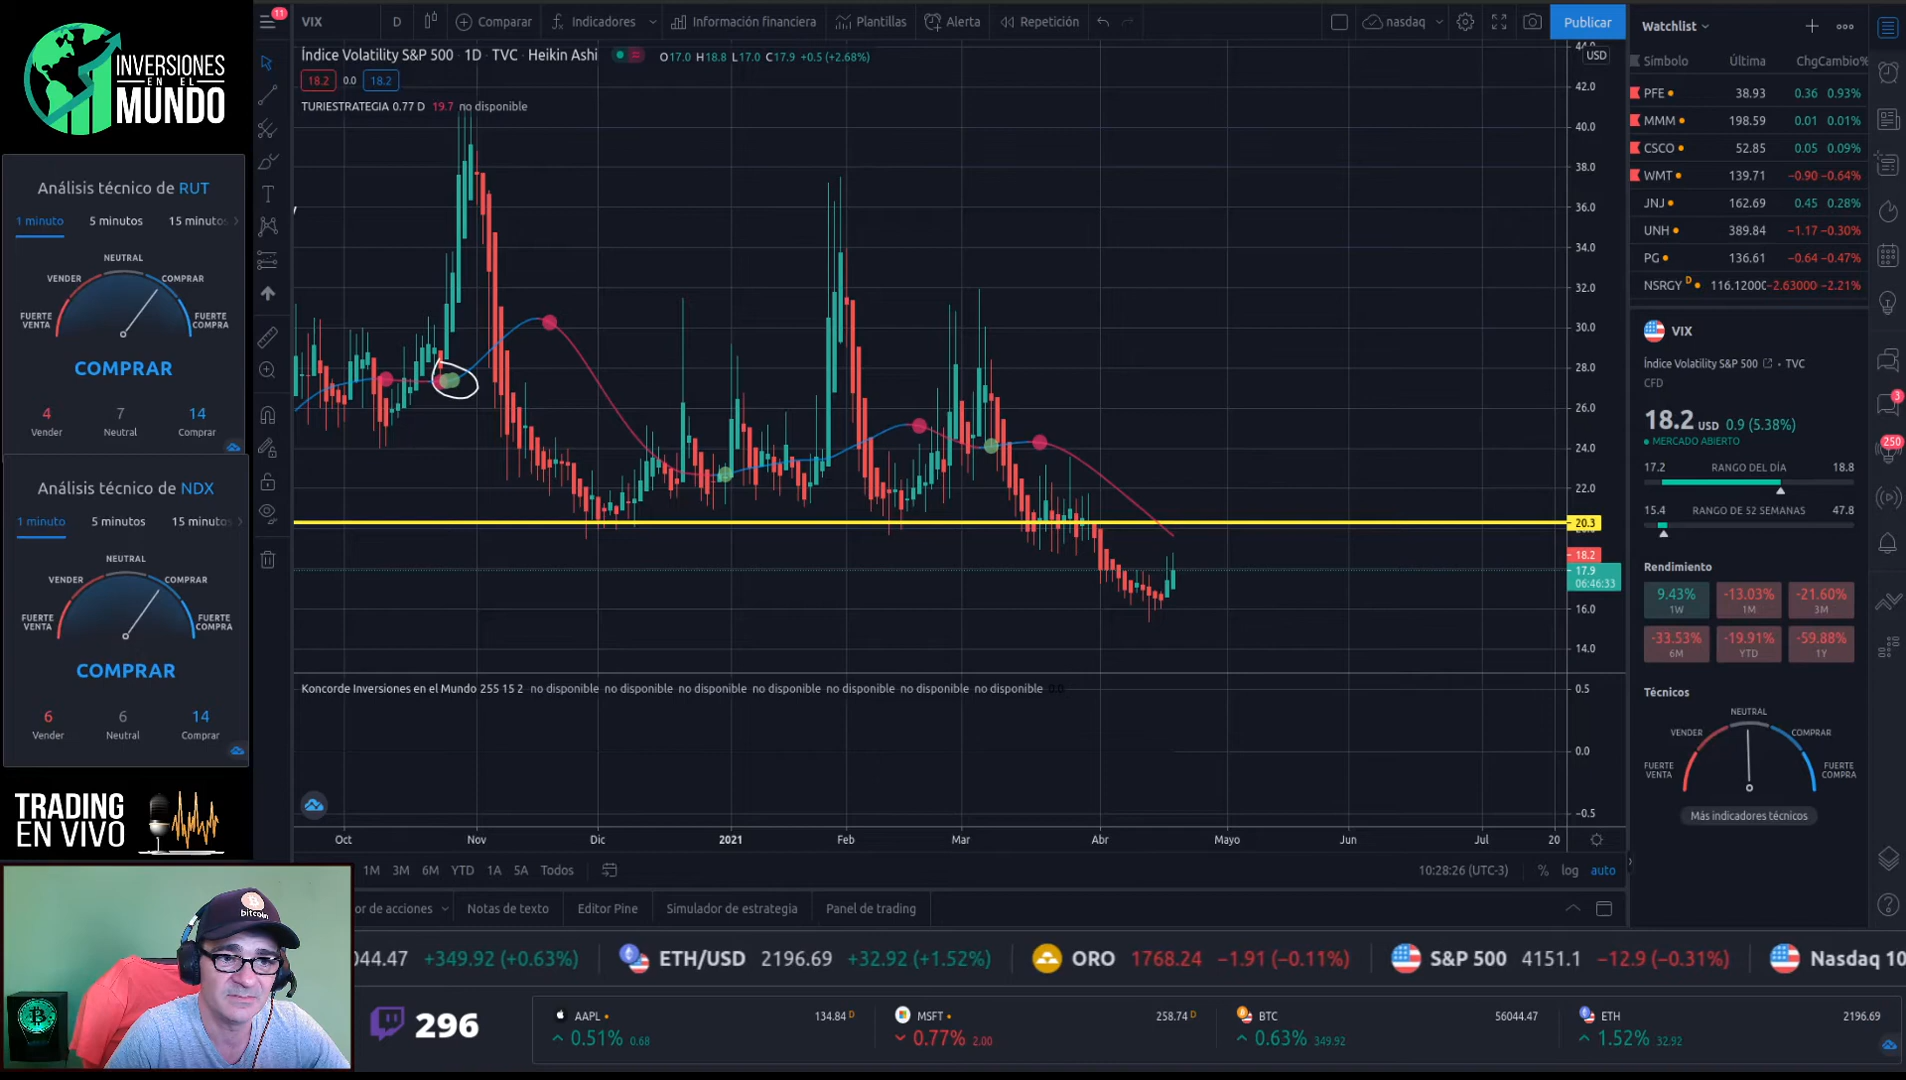 INVERSIONES
EN EL
MUNDO
Análisis técnico de RUT
1 minuto 5 minutos 15 minutos
NEUTRAL
VENDER COMPRAR
FUERTE VENTA FUERTE COMPRA
COMPRAR
4 7 14
Vender Neutral Comprar
Análisis técnico de NDX
1 minuto 5 minutos 15 minutos
NEUTRAL
VENDER COMPRAR
FUERTE VENTA FUERTE COMPRA
COMPRAR
6 6 14
Vender Neutral Comprar
TRADING
EN VIVO
bitcoin
11
VIX D Comparar Indicadores Información financiera Plantillas Alerta Repetición nasdaq Publicar
Índice Volatility S&P 500 · 1D · TVC · Heikin Ashi O17.0 H18.8 L17.0 C17.9 +0.5 (+2.68%)
18.2 0.0 18.2
TURIESTRATEGIA 0.77 D 19.7 no disponible
USD
44.0
42.0
40.0
38.0
36.0
34.0
32.0
30.0
28.0
26.0
24.0
22.0
20.3
18.2
17.9
06:46:33
16.0
14.0
Koncorde Inversiones en el Mundo 255 15 2 no disponible no disponible no disponible no disponible no disponible no disponible no disponible 0.0
0.5
0.0
−0.5
Oct Nov Dic 2021 Feb Mar Abr Mayo Jun Jul 20
1M 3M 6M YTD 1A 5A Todos 10:28:26 (UTC-3) % log auto
or de acciones Notas de texto Editor Pine Simulador de estrategia Panel de trading
Watchlist
Símbolo Última Chg Cambio%
PFE 38.93 0.36 0.93%
MMM 198.59 0.01 0.01%
CSCO 52.85 0.05 0.09%
WMT 139.71 −0.90 −0.64%
JNJ 162.69 0.45 0.28%
UNH 389.84 −1.17 −0.30%
PG 136.61 −0.64 −0.47%
NSRGY D 116.12000 −2.63000 −2.21%
VIX
Índice Volatility S&P 500 · TVC
CFD
18.2 USD 0.9 (5.38%)
MERCADO ABIERTO
17.2 RANGO DEL DÍA 18.8
15.4 RANGO DE 52 SEMANAS 47.8
Rendimiento
9.43% -13.03% -21.60%
1W 1M 3M
-33.53% -19.91% -59.88%
6M YTD 1Y
Técnicos
NEUTRAL
VENDER COMPRAR
FUERTE VENTA FUERTE COMPRA
Más indicadores técnicos
3
250
044.47 +349.92 (+0.63%) ETH/USD 2196.69 +32.92 (+1.52%) ORO 1768.24 −1.91 (−0.11%) S&P 500 4151.1 −12.9 (−0.31%) Nasdaq 10
296
AAPL 134.84 D MSFT 258.74 D BTC 56044.47 ETH 2196.69
0.51% 0.68 0.77% 2.00 0.63% 349.92 1.52% 32.92